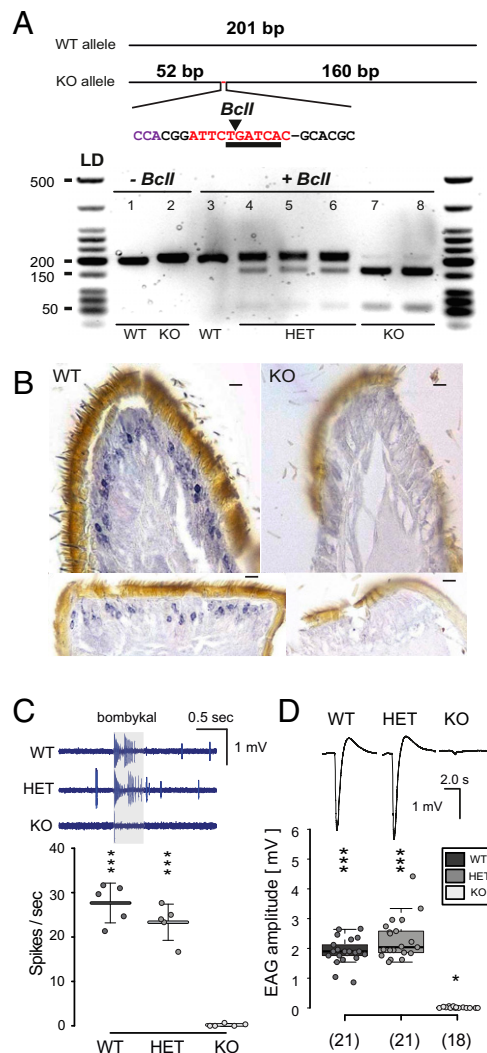 A
201 bp
WT allele
52 bp 160 bp
KO allele
BclI
CCACGGATTCTGATCAC-GCACGC
LD - BclI + BclI
500
1 2 3 4 5 6 7 8
200
150
50
WT KO WT HET KO
B
WT KO
C D
bombykal 0.5 sec WT HET KO
WT 1 mV
HET 2.0 s
KO 1 mV
*** *** *** ***
Spikes / sec
40
30
20
0
WT HET KO
EAG amplitude [ mV ]
6
5
4
3
2
1
0
WT
HET
KO
*
(21) (21) (18)